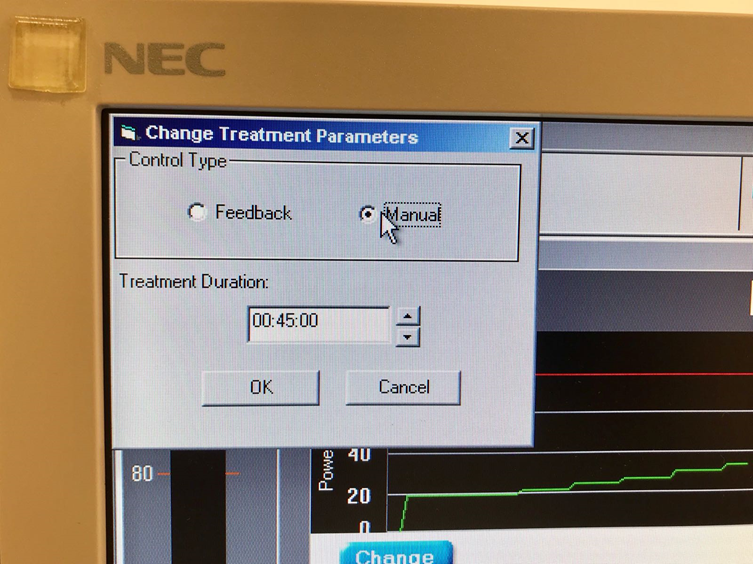 NEC
Change Treatment Parameters
Control Type
Feedback Manual
Treatment Duration:
00:45:00
OK Cancel
80
40
20
0
Change